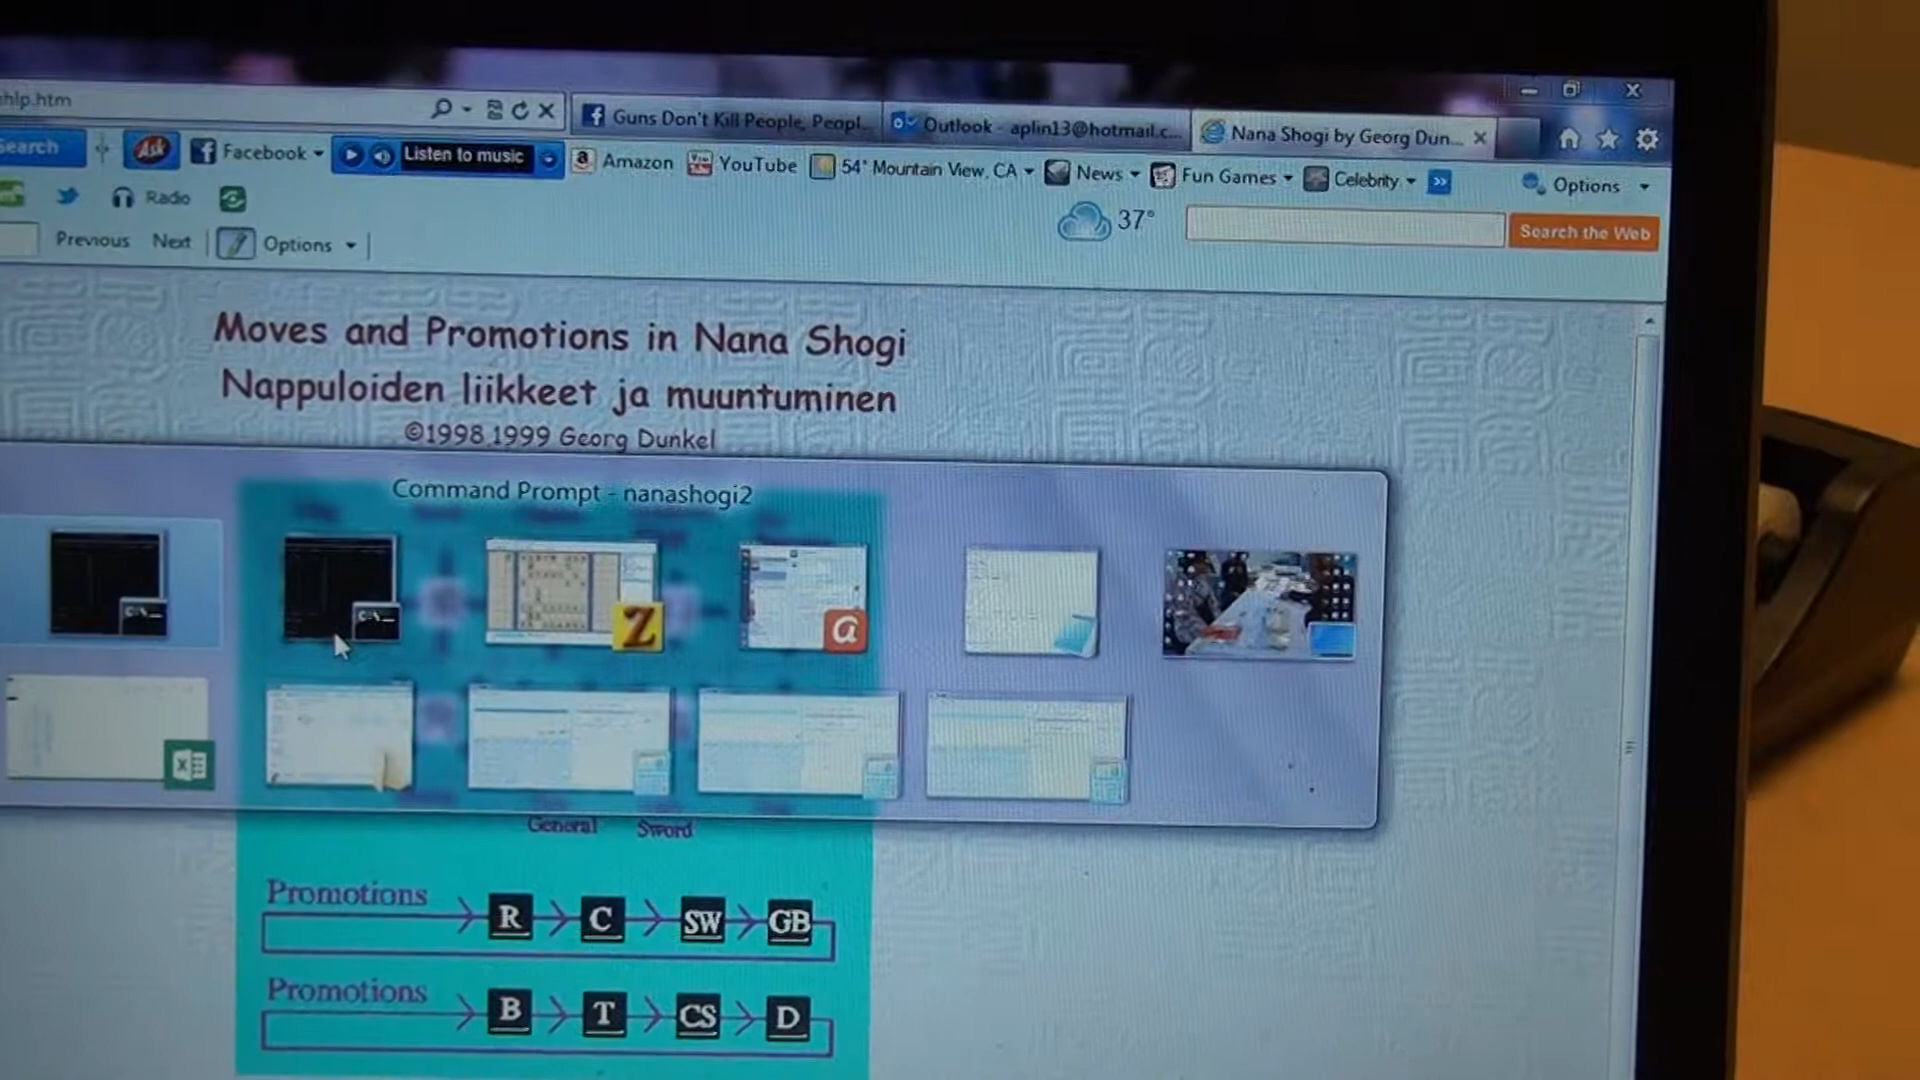 hlp.htm
Guns Don't Kill People, Peopl...
Outlook - aplin13@hotmail.c...
Nana Shogi by Georg Dun...
Search
Ask
Facebook
Listen to music
Amazon
YouTube
54° Mountain View, CA
News
Fun Games
Celebrity
Options
Radio
37°
Search the Web
Previous
Next
Options
Moves and Promotions in Nana Shogi
Nappuloiden liikkeet ja muuntuminen
©1998,1999 Georg Dunkel
Command Prompt - nanashogi2
General
Sword
Promotions
R
C
SW
GB
Promotions
B
T
CS
D